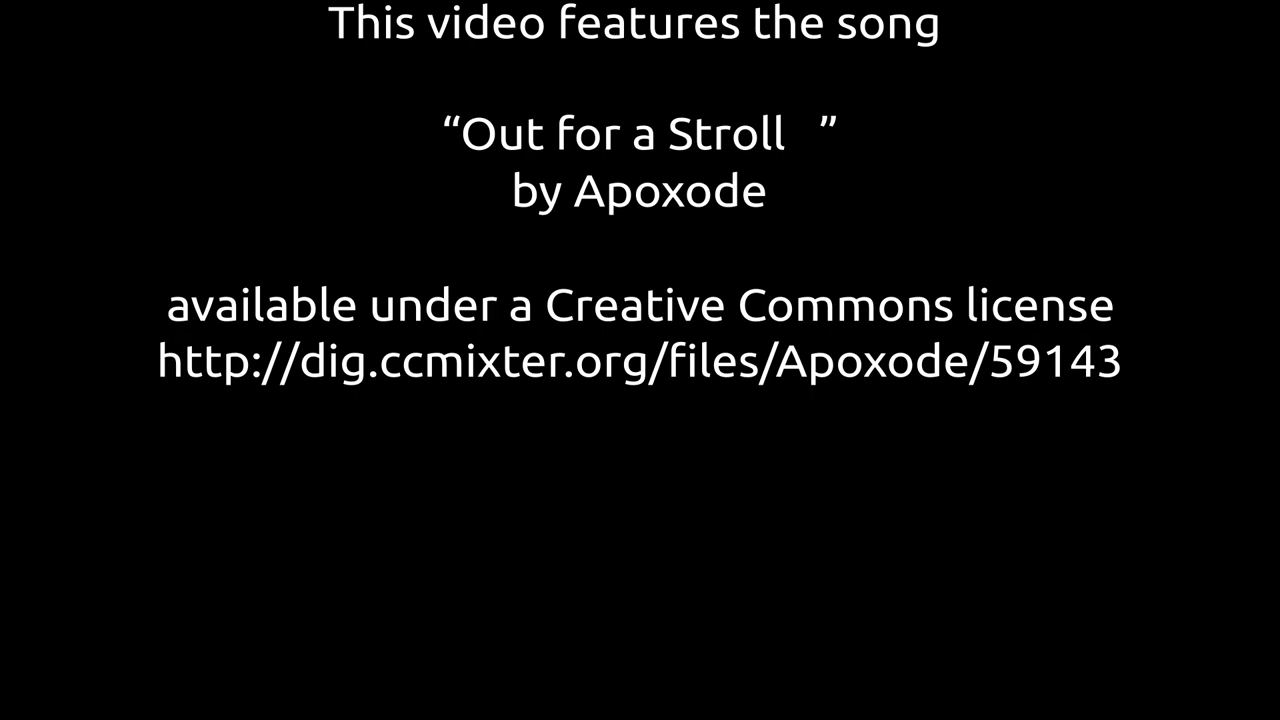 This video features the song
“Out for a Stroll   ”
by Apoxode
available under a Creative Commons license
http://dig.ccmixter.org/files/Apoxode/59143